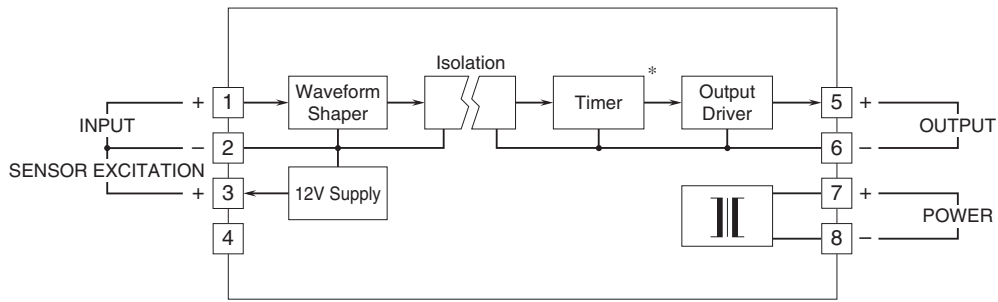 Isolation
*
+ 1 Waveform Shaper Timer Output Driver 5 +
INPUT OUTPUT
– 2 6 –
SENSOR EXCITATION
+ 3 12V Supply 7 +
POWER
4 8 –